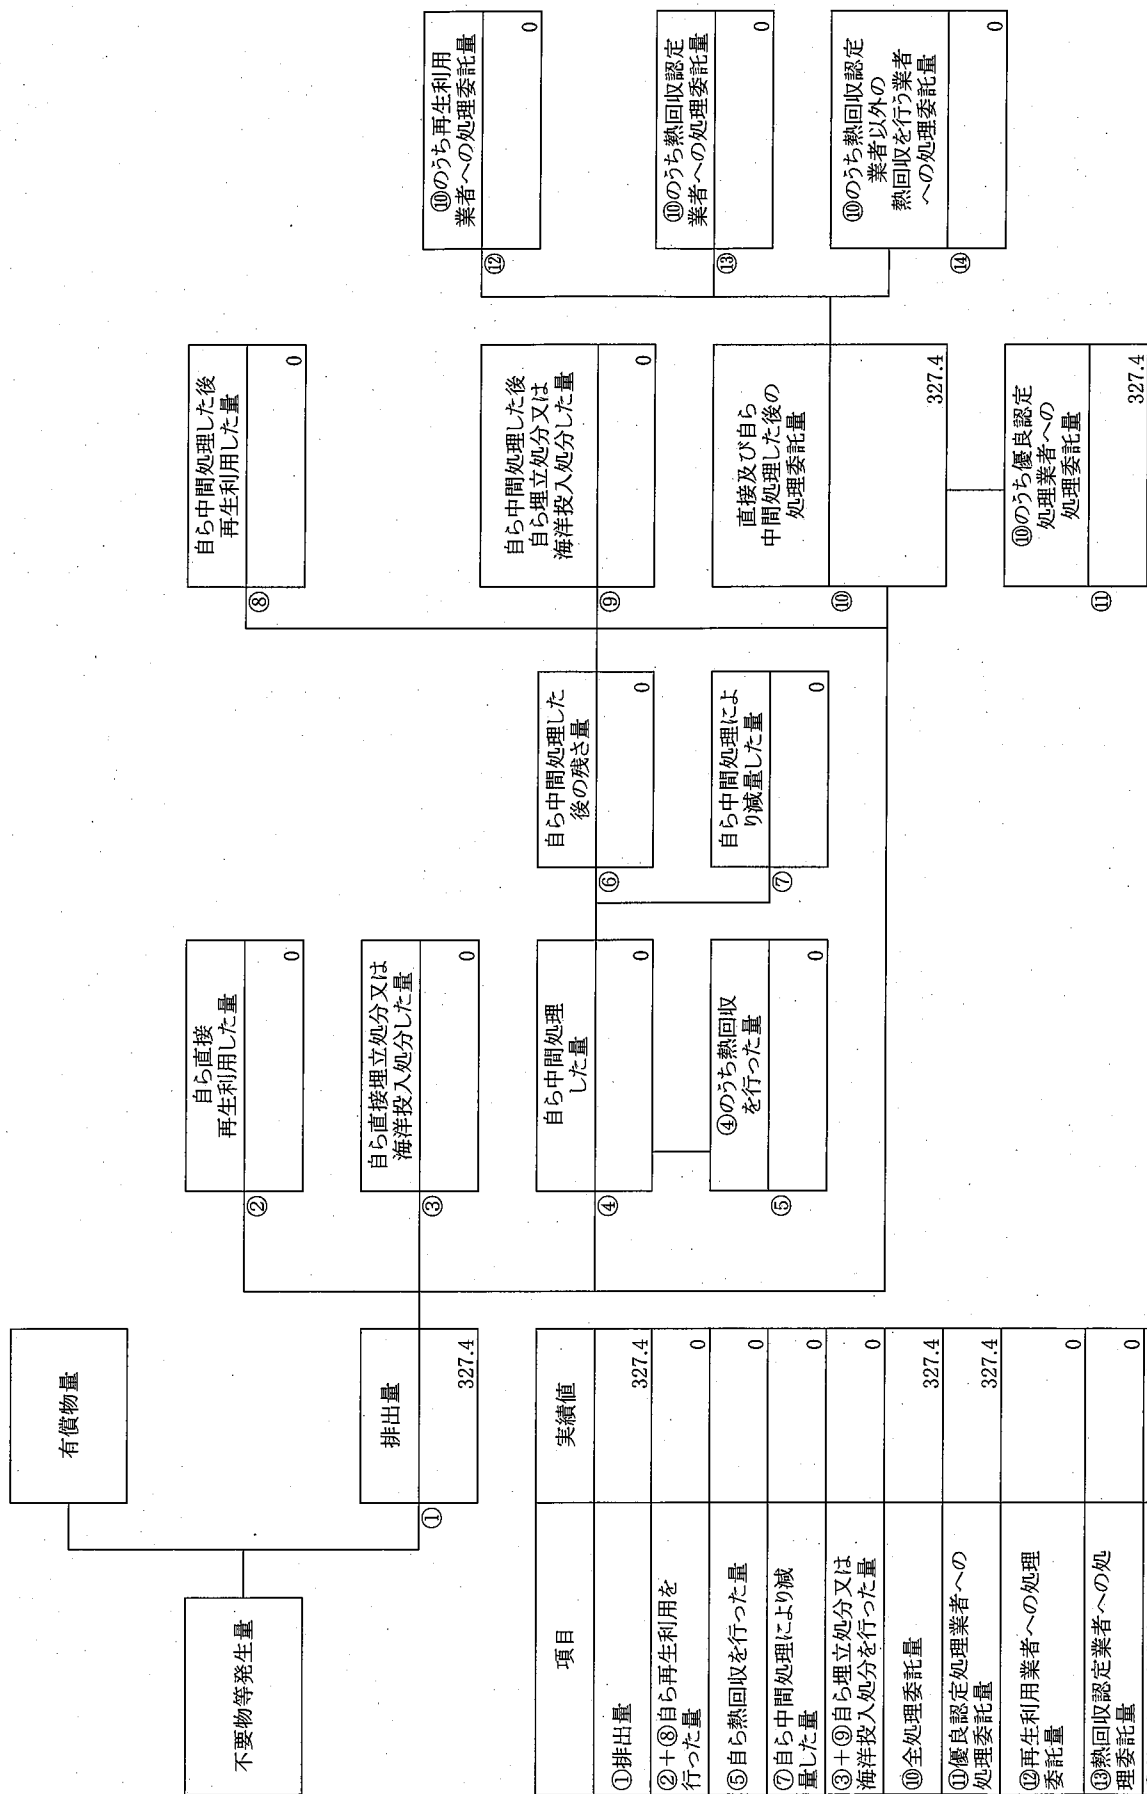 不要物等発生量
有償物量
①
排出量
327.4
②
自ら直接
再生利用した量
0
③
自ら直接埋立処分又は
海洋投入処分した量
0
④
自ら中間処理
した量
0
⑤
④のうち熱回収
を行った量
0
⑥
自ら中間処理した
後の残さ量
0
⑦
自ら中間処理によ
り減量した量
0
⑧
自ら中間処理した後
再生利用した量
0
⑨
自ら中間処理した後
自ら埋立処分又は
海洋投入処分した量
0
⑩
直接及び自ら
中間処理した後の
処理委託量
327.4
⑪
⑩のうち優良認定
処理業者への
処理委託量
327.4
⑫
⑩のうち再生利用
業者への処理委託量
0
⑬
⑩のうち熱回収認定
業者への処理委託量
0
⑭
⑩のうち熱回収認定
業者以外の
熱回収を行う業者
への処理委託量
0
項目 実績値
①排出量 327.4
②+⑧自ら再生利用を
行った量 0
⑤自ら熱回収を行った量 0
⑦自ら中間処理により減
量した量 0
③+⑨自ら埋立処分又は
海洋投入処分を行った量 0
⑩全処理委託量 327.4
⑪優良認定処理業者への
処理委託量 327.4
⑫再生利用業者への処理
委託量 0
⑬熱回収認定業者への処
理委託量 0